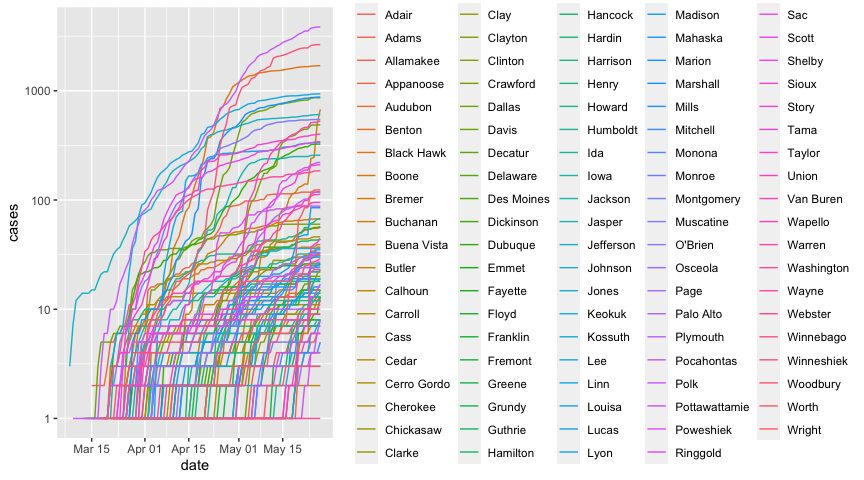 cases
1000
100
10
1
Mar 15
Apr 01
Apr 15
May 01
May 15
date
Adair
Adams
Allamakee
Appanoose
Audubon
Benton
Black Hawk
Boone
Bremer
Buchanan
Buena Vista
Butler
Calhoun
Carroll
Cass
Cedar
Cerro Gordo
Cherokee
Chickasaw
Clarke
Clay
Clayton
Clinton
Crawford
Dallas
Davis
Decatur
Delaware
Des Moines
Dickinson
Dubuque
Emmet
Fayette
Floyd
Franklin
Fremont
Greene
Grundy
Guthrie
Hamilton
Hancock
Hardin
Harrison
Henry
Howard
Humboldt
Ida
Iowa
Jackson
Jasper
Jefferson
Johnson
Jones
Keokuk
Kossuth
Lee
Linn
Louisa
Lucas
Lyon
Madison
Mahaska
Marion
Marshall
Mills
Mitchell
Monona
Monroe
Montgomery
Muscatine
O'Brien
Osceola
Page
Palo Alto
Plymouth
Pocahontas
Polk
Pottawattamie
Poweshiek
Ringgold
Sac
Scott
Shelby
Sioux
Story
Tama
Taylor
Union
Van Buren
Wapello
Warren
Washington
Wayne
Webster
Winnebago
Winneshiek
Woodbury
Worth
Wright